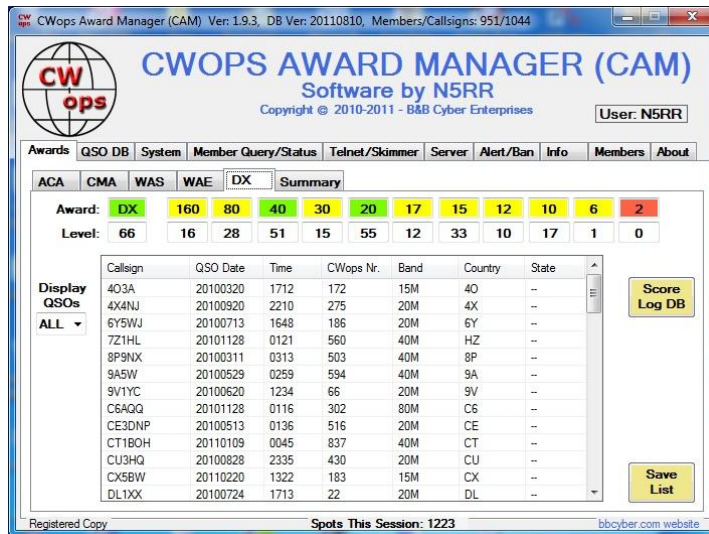 CW ops CWops Award Manager (CAM) Ver: 1.9.3, DB Ver: 20110810, Members/Callsigns: 951/1044
CW ops
CWOPS AWARD MANAGER (CAM)
Software by N5RR
Copyright @ 2010-2011 - B&B Cyber Enterprises
User: N5RR
Awards QSO DB System Member Query/Status Telnet/Skimmer Server Alert/Ban Info Members About
ACA CMA WAS WAE DX Summary
Award: DX 160 80 40 30 20 17 15 12 10 6 2
Level: 66 16 28 51 15 55 12 33 10 17 1 0
Display QSOs
ALL
Callsign QSO Date Time CWops Nr. Band Country State
4O3A 20100320 1712 172 15M 4O --
4X4NJ 20100920 2210 275 20M 4X --
6Y5WJ 20100713 1648 186 20M 6Y --
7Z1HL 20101128 0121 560 40M HZ --
8P9NX 20100311 0313 503 40M 8P --
9A5W 20100529 0259 594 40M 9A --
9V1YC 20100620 1234 66 20M 9V --
C6AQQ 20101128 0116 302 80M C6 --
CE3DNP 20100513 0136 516 20M CE --
CT1BOH 20110109 0045 837 40M CT --
CU3HQ 20100828 2335 430 20M CU --
CX5BW 20110220 1322 183 15M CX --
DL1XX 20100724 1713 22 20M DL --
Score
Log DB
Save
List
Registered Copy Spots This Session: 1223 bbcyber.com website